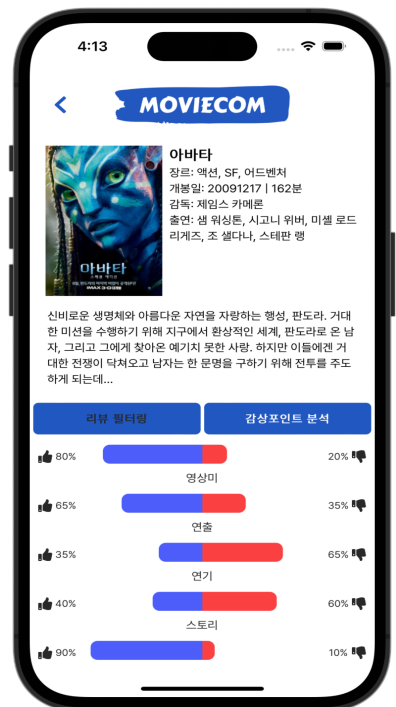 4:13
MOVIECOM
아바타
장르: 액션, SF, 어드벤처
개봉일: 20091217 | 162분
감독: 제임스 카메론
출연: 샘 워싱톤, 시고니 위버, 미셸 로드
리게즈, 조 샐다나, 스테판 랭
아바타
IMAX
신비로운 생명체와 아름다운 자연을 자랑하는 행성, 판도라. 거대
한 미션을 수행하기 위해 지구에서 환상적인 세계, 판도라로 온 남
자, 그리고 그에게 찾아온 예기치 못한 사랑. 하지만 이들에겐 거
대한 전쟁이 닥쳐오고 남자는 한 문명을 구하기 위해 전투를 주도
하게 되는데...
리뷰 필터링 감상포인트 분석
80% 20%
영상미
65% 35%
연출
35% 65%
연기
40% 60%
스토리
90% 10%